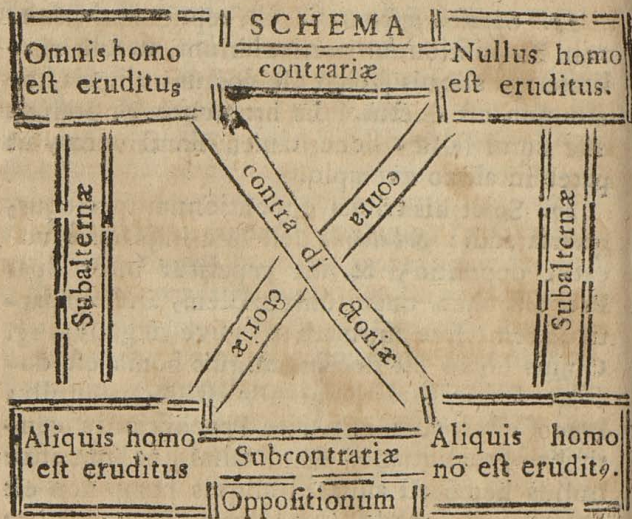 SCHEMA
Omnis homo
eſt eruditus
contrariæ
Nullus homo
eſt eruditus.
Subalternæ
contra di ctoriæ
conra
ctoriæ
Subalternæ
Aliquis homo
eſt eruditus
Subcontrariæ
Aliquis homo
nō eſt erudit9.
Oppoſitionum